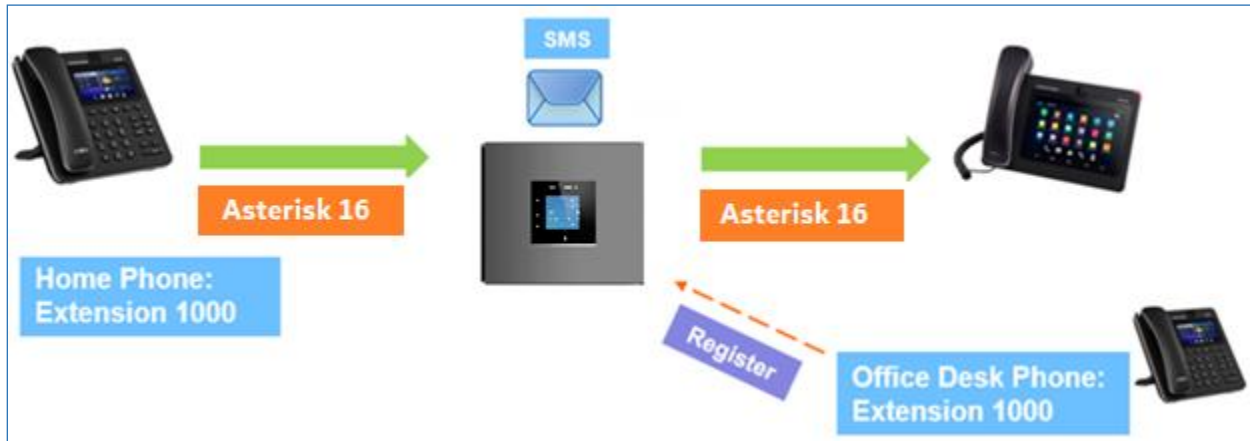 SMS
Asterisk 16
Asterisk 16
Home Phone:
Extension 1000
Register
Office Desk Phone:
Extension 1000